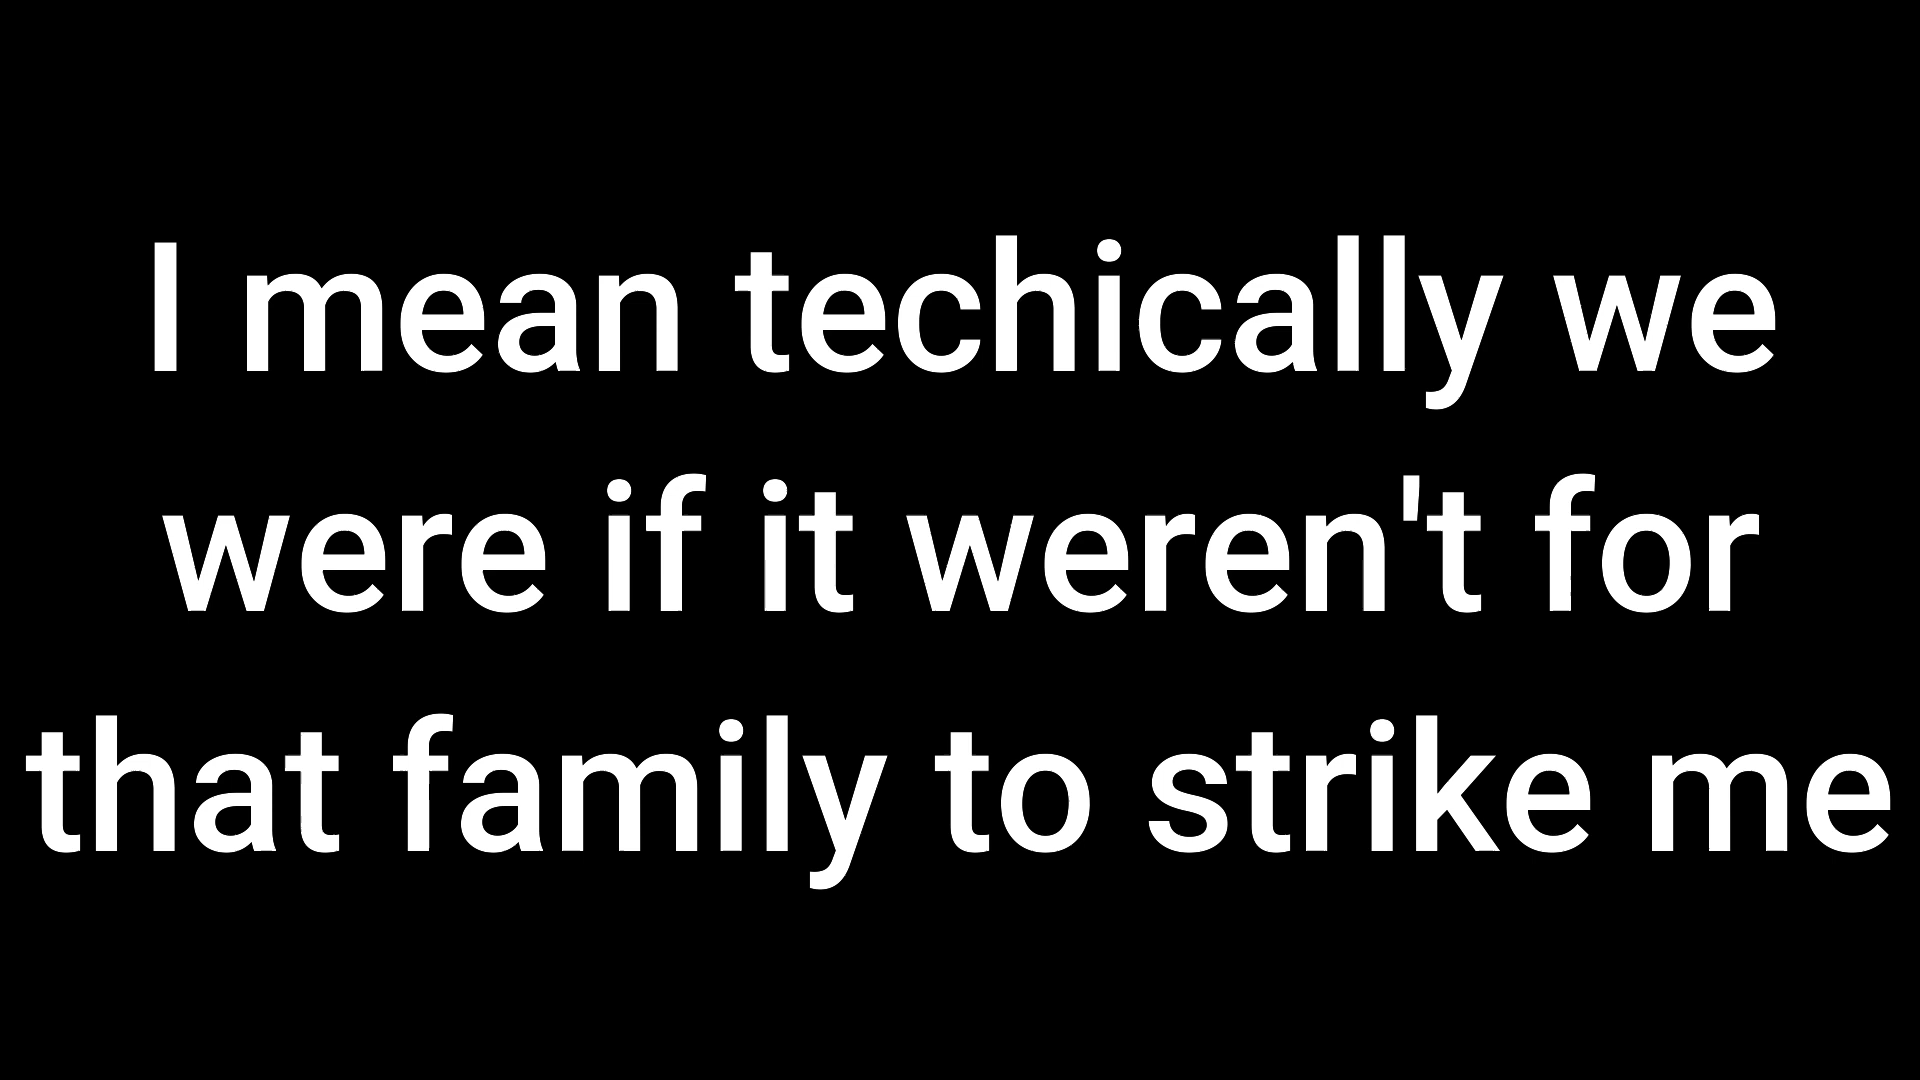 I mean techically we
were if it weren't for
that family to strike me